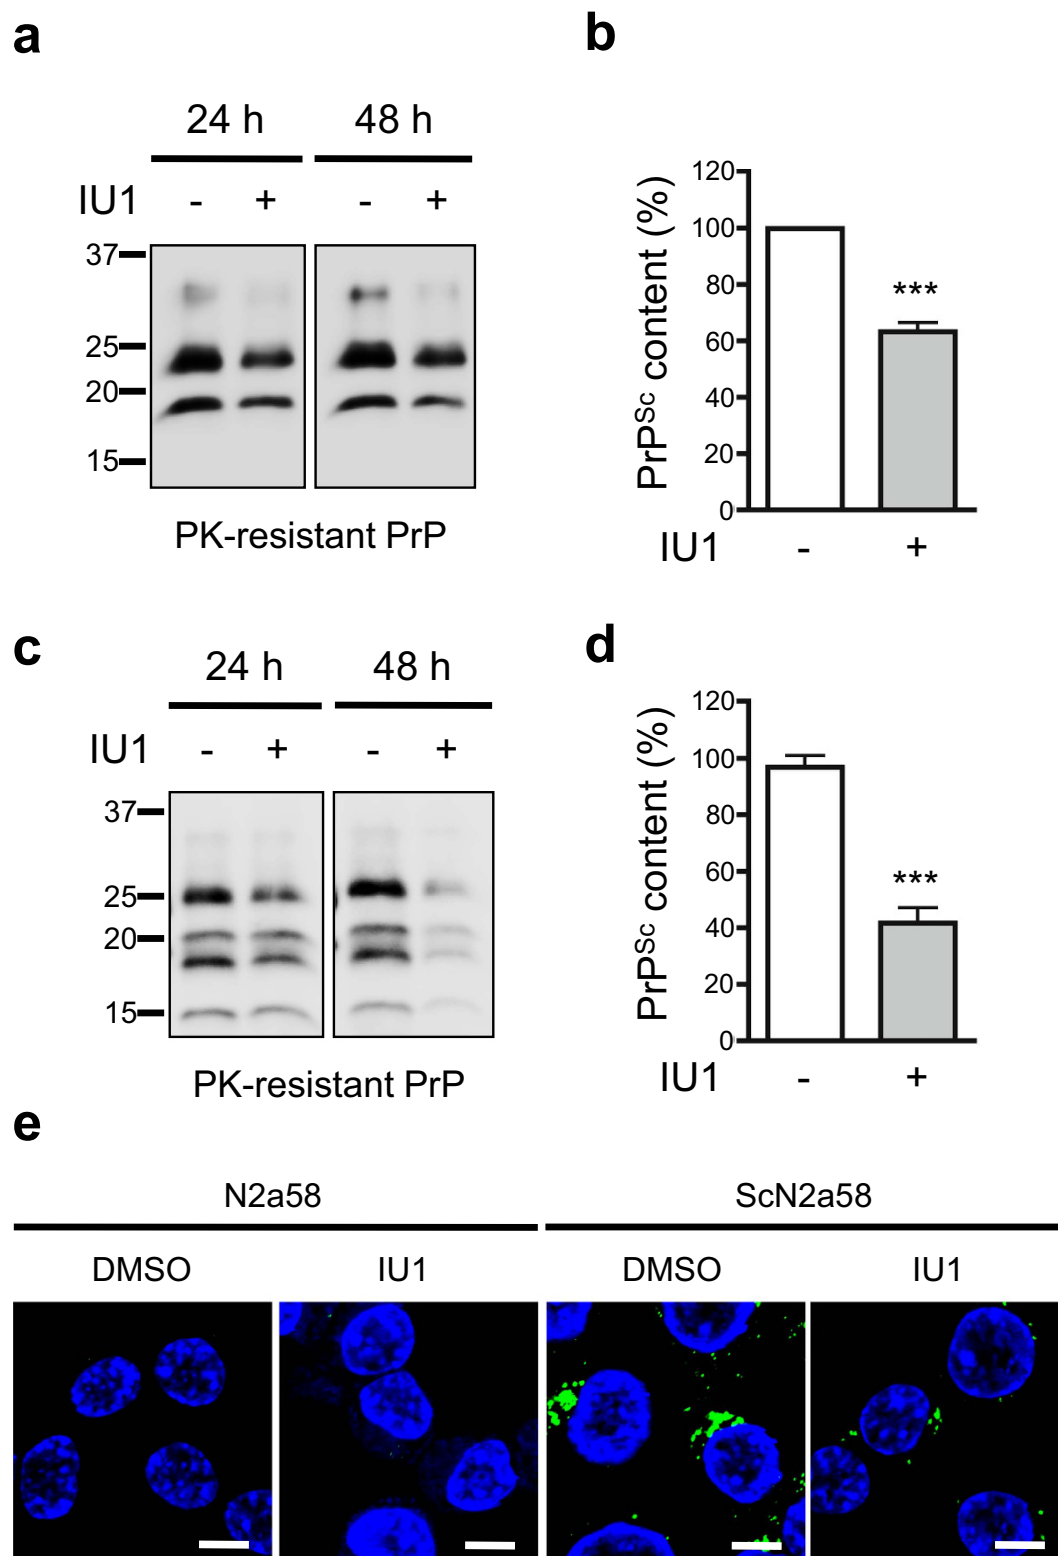 a
24 h 48 h
IU1 - + - +
37
25
20
15
PK-resistant PrP
b
PrPSc content (%)
120
100
80
60
40
20
0
***
IU1 - +
c
24 h 48 h
IU1 - + - +
37
25
20
15
PK-resistant PrP
d
PrPSc content (%)
120
100
80
60
40
20
0
***
IU1 - +
e
N2a58 ScN2a58
DMSO IU1 DMSO IU1